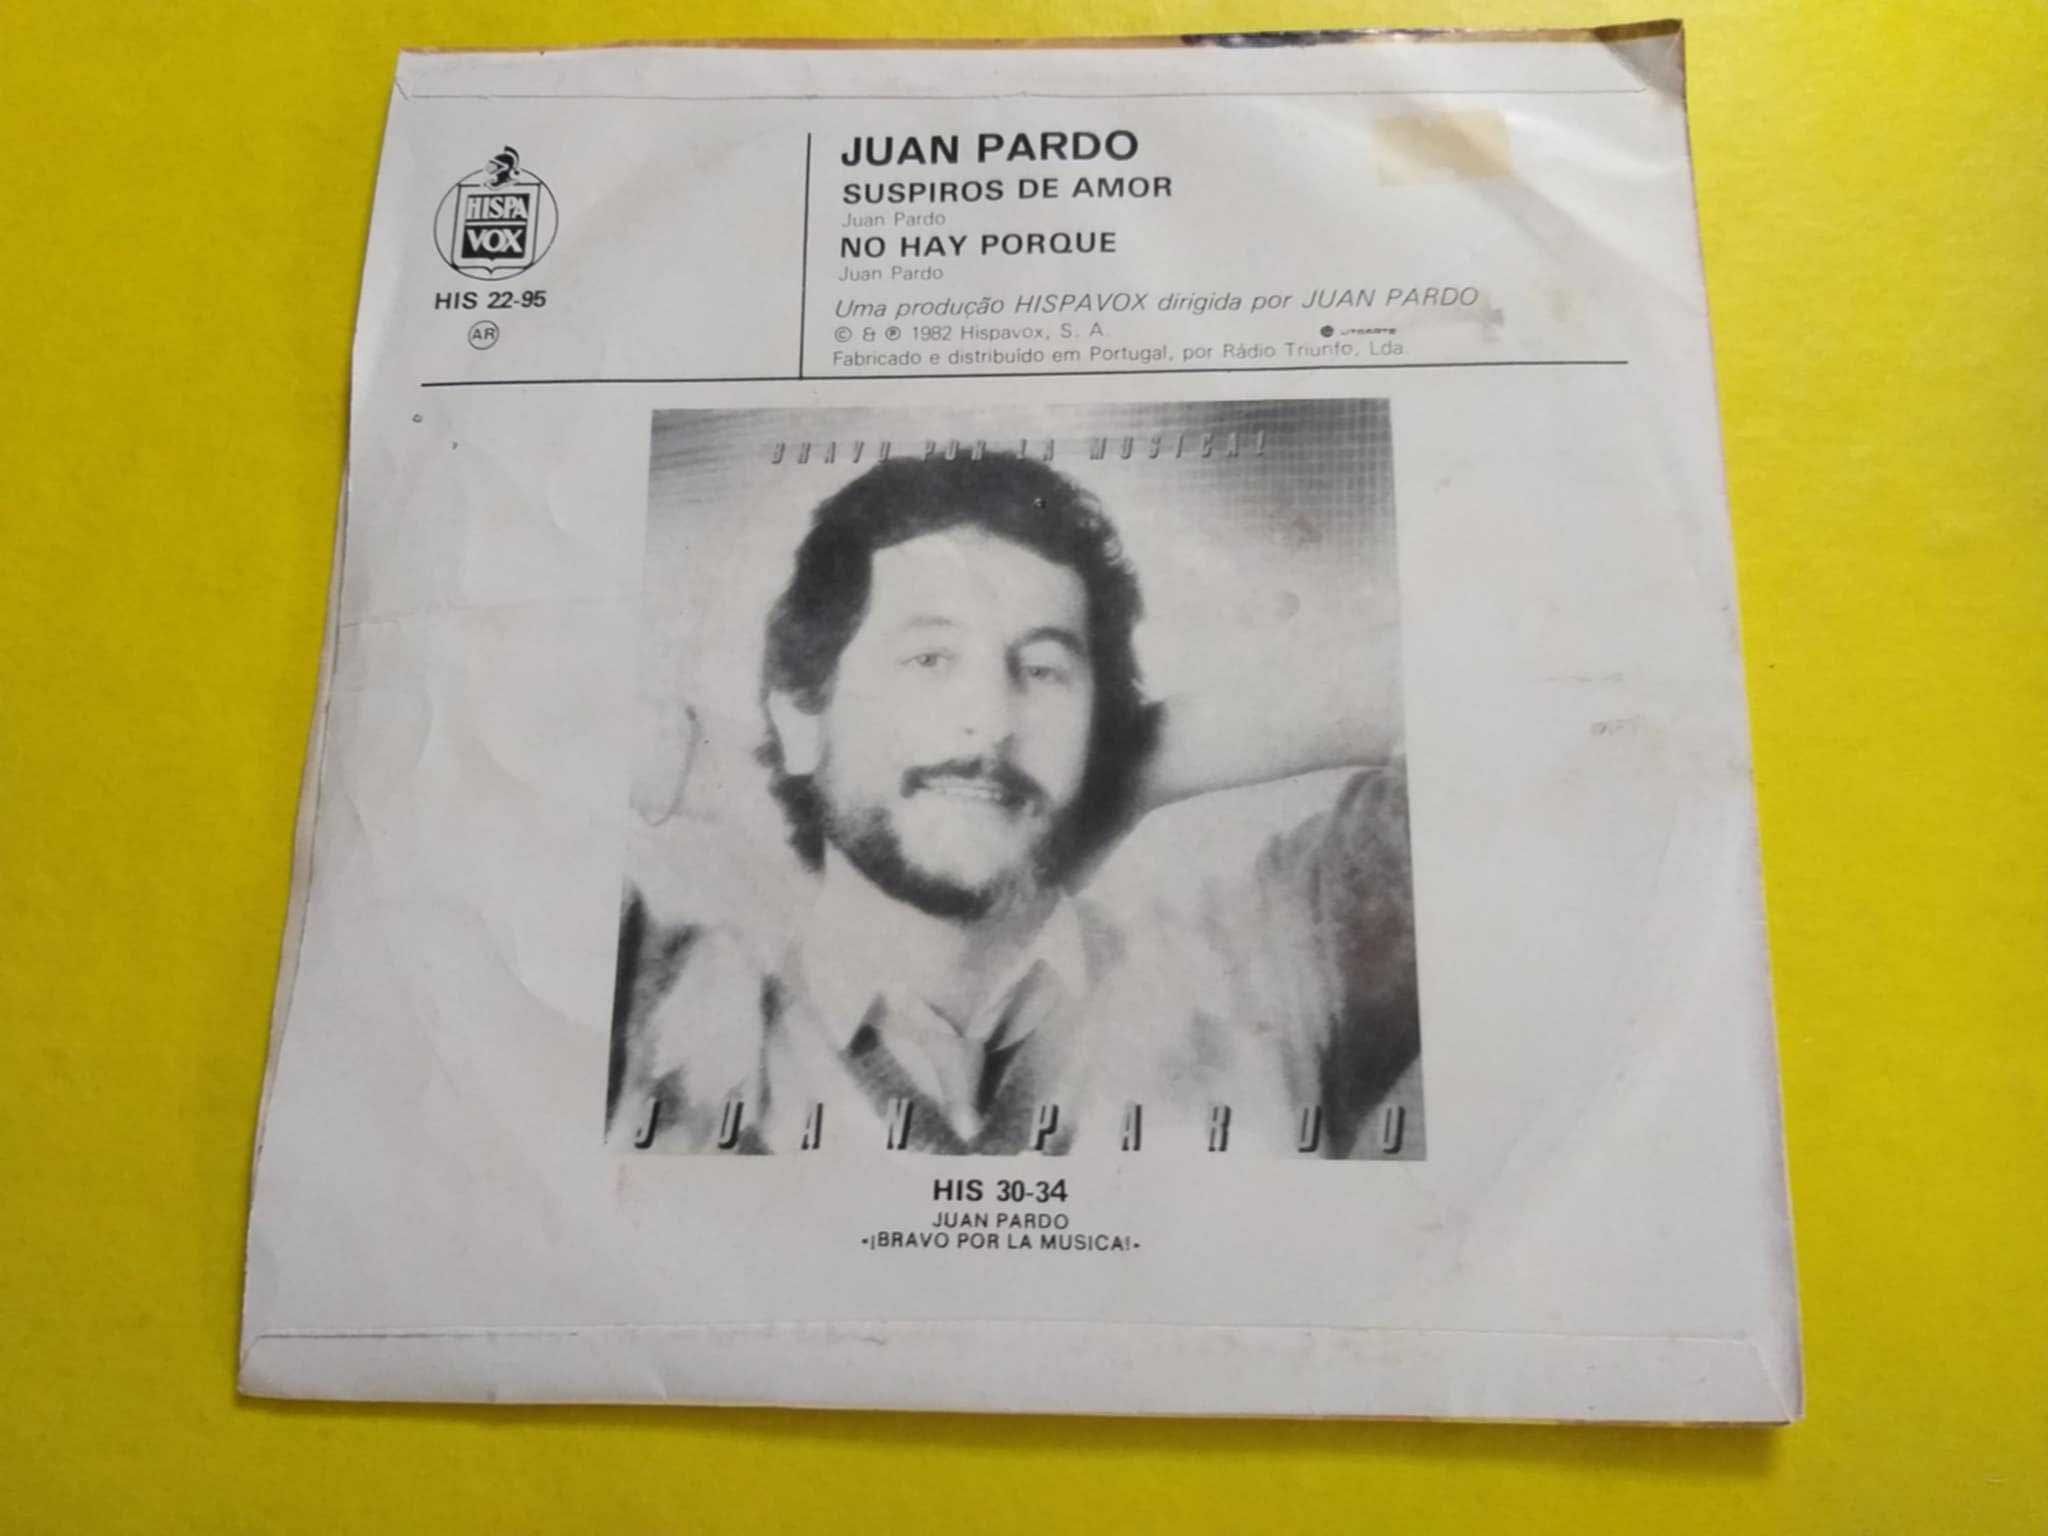 HISPA
VOX
HIS 22-95
AR
JUAN PARDO
SUSPIROS DE AMOR
Juan Pardo
NO HAY PORQUE
Juan Pardo
Uma produção HISPAVOX dirigida por JUAN PARDO
© & ℗ 1982 Hispavox, S. A.
Fabricado e distribuído em Portugal, por Rádio Triunfo, Lda.
BRAVO POR LA MUSICA!
JUAN PARDO
HIS 30-34
JUAN PARDO
-¡BRAVO POR LA MUSICA!-